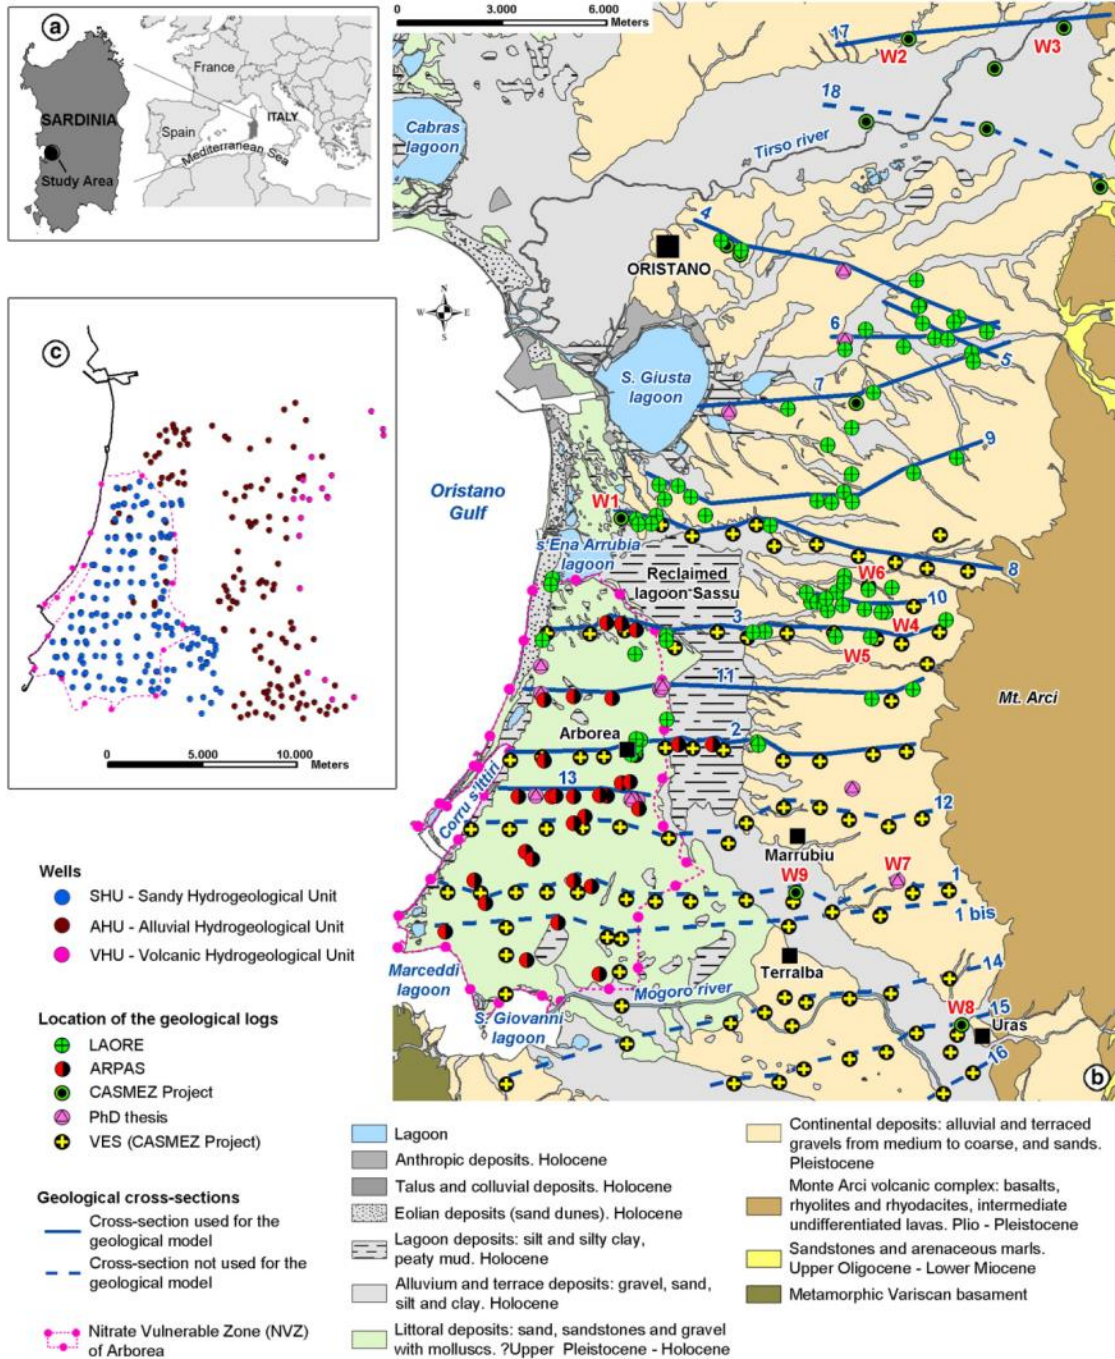 a
SARDINIA
Study Area
France
Spain
ITALY
Mediterranean Sea
0 3.000 6.000
Meters
17
W2
W3
18
Cabras
lagoon
Tirso river
4
ORISTANO
N
W E
S
6
5
S. Giusta
lagoon
7
9
Oristano
Gulf
W1
s'Ena Arrubia
lagoon
8
Reclaimed
lagoon Sassu
W6
10
3
W4
W5
11
Mt. Arci
Arborea
2
Corru s'Ittiri
13
12
Marrubiu
W9
W7
1
1 bis
Terralba
Marceddi
lagoon
Mogoro river
14
S. Giovanni
lagoon
W8
15
Uras
16
b
c
0 5.000 10.000
Meters
Wells
SHU - Sandy Hydrogeological Unit
AHU - Alluvial Hydrogeological Unit
VHU - Volcanic Hydrogeological Unit
Location of the geological logs
LAORE
ARPAS
CASMEZ Project
PhD thesis
VES (CASMEZ Project)
Geological cross-sections
Cross-section used for the
geological model
Cross-section not used for the
geological model
Nitrate Vulnerable Zone (NVZ)
of Arborea
Lagoon
Anthropic deposits. Holocene
Talus and colluvial deposits. Holocene
Eolian deposits (sand dunes). Holocene
Lagoon deposits: silt and silty clay,
peaty mud. Holocene
Alluvium and terrace deposits: gravel, sand,
silt and clay. Holocene
Littoral deposits: sand, sandstones and gravel
with molluscs. ?Upper Pleistocene - Holocene
Continental deposits: alluvial and terraced
gravels from medium to coarse, and sands.
Pleistocene
Monte Arci volcanic complex: basalts,
rhyolites and rhyodacites, intermediate
undifferentiated lavas. Plio - Pleistocene
Sandstones and arenaceous marls.
Upper Oligocene - Lower Miocene
Metamorphic Variscan basament